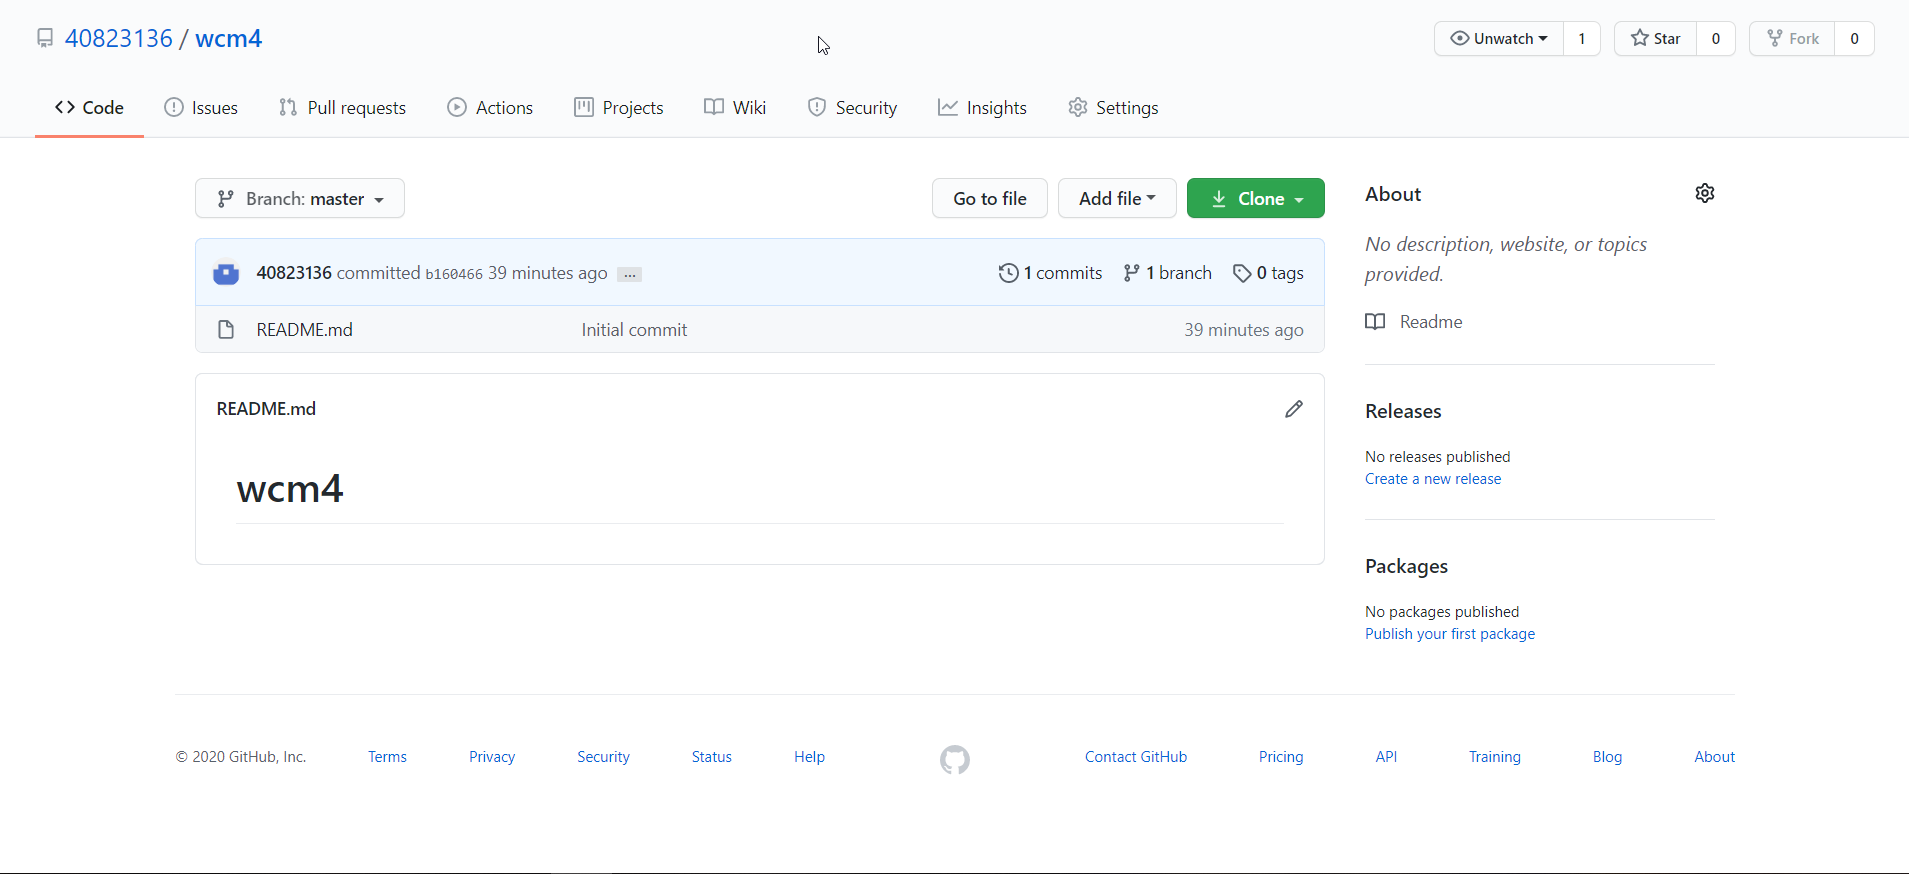 40823136 / wcm4
Unwatch 1 Star 0 Fork 0
Code Issues Pull requests Actions Projects Wiki Security Insights Settings
Branch: master Go to file Add file Clone
40823136 committed b160466 39 minutes ago ... 1 commits 1 branch 0 tags
README.md Initial commit 39 minutes ago
README.md
wcm4
About
No description, website, or topics
provided.
Readme
Releases
No releases published
Create a new release
Packages
No packages published
Publish your first package
© 2020 GitHub, Inc. Terms Privacy Security Status Help Contact GitHub Pricing API Training Blog About